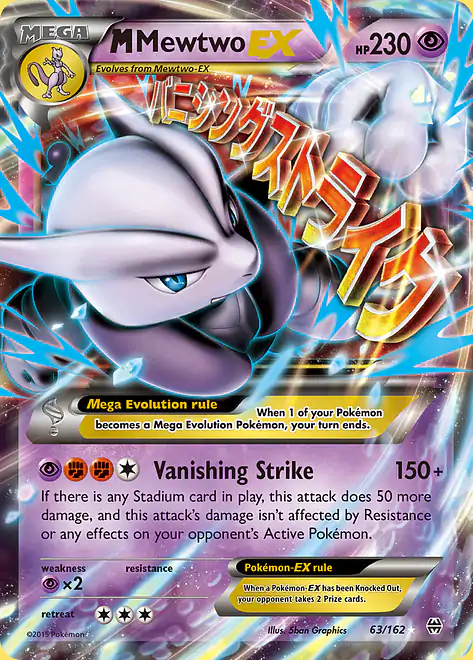 MEGA
M Mewtwo EX HP230
Evolves from Mewtwo-EX
バニシングストライク
Mega Evolution rule
When 1 of your Pokémon
becomes a Mega Evolution Pokémon, your turn ends.
Vanishing Strike 150+
If there is any Stadium card in play, this attack does 50 more
damage, and this attack's damage isn't affected by Resistance
or any effects on your opponent's Active Pokémon.
weakness resistance
×2
retreat
Pokémon-EX rule
When a Pokémon-EX has been Knocked Out,
your opponent takes 2 Prize cards.
©2015 Pokémon Illus. 5ban Graphics 63/162